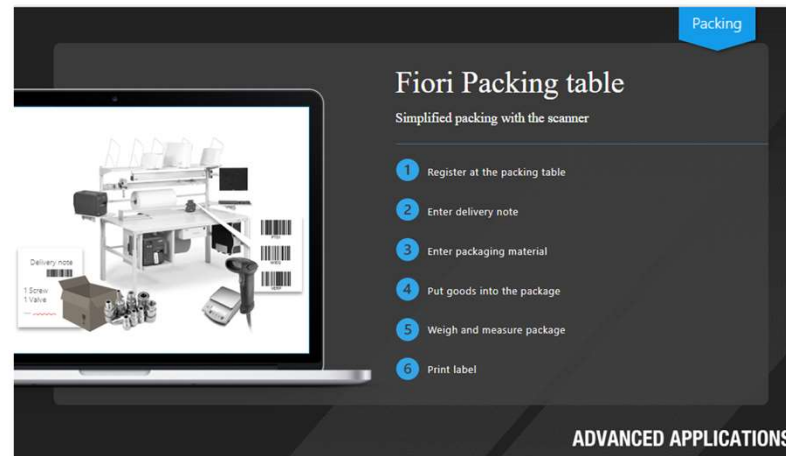 Packing
Fiori Packing table
Simplified packing with the scanner
1 Register at the packing table
2 Enter delivery note
3 Enter packaging material
4 Put goods into the package
5 Weigh and measure package
6 Print label
Delivery note
1 Screw
1 Valve
ADVANCED APPLICATIONS